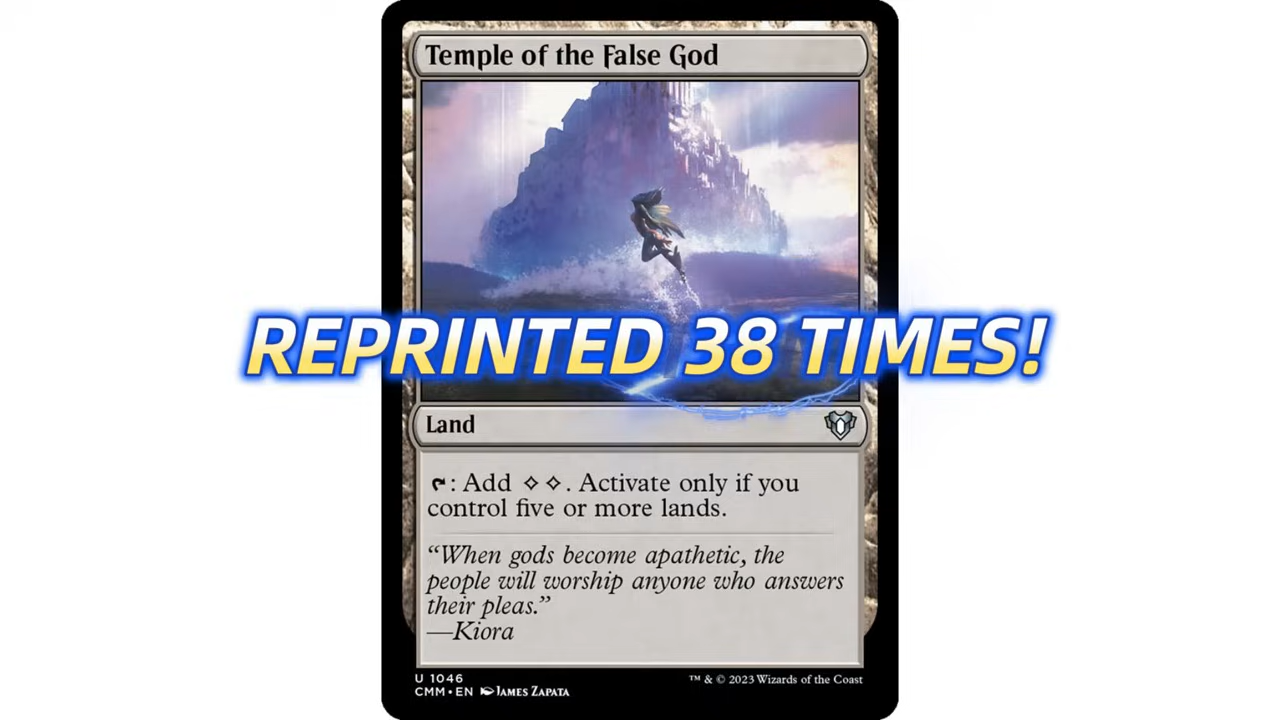 Temple of the False God
REPRINTED 38 TIMES!
Land
: Add ⟡⟡. Activate only if you
control five or more lands.
“When gods become apathetic, the
people will worship anyone who answers
their pleas.”
—Kiora
U 1046
CMM • EN James Zapata
™ & © 2023 Wizards of the Coast